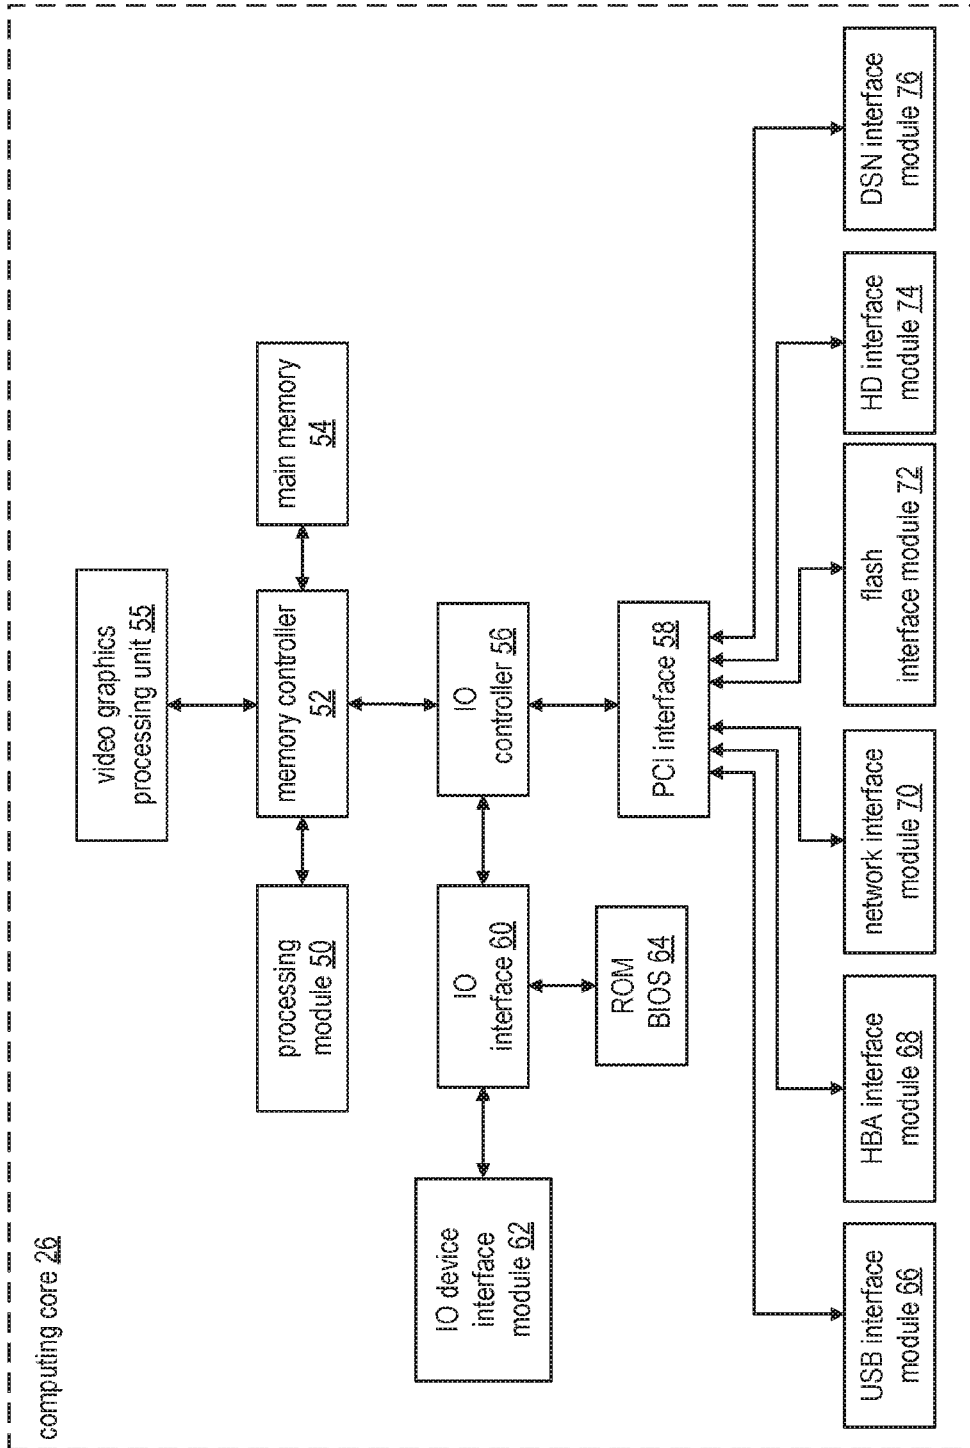 computing core 26
video graphics
processing unit 55
processing
module 50
memory controller
52
main memory
54
IO device
interface
module 62
IO
interface 60
IO
controller 56
ROM
BIOS 64
PCI interface 58
USB interface
module 66
HBA interface
module 68
network interface
module 70
flash
interface module 72
HD interface
module 74
DSN interface
module 76